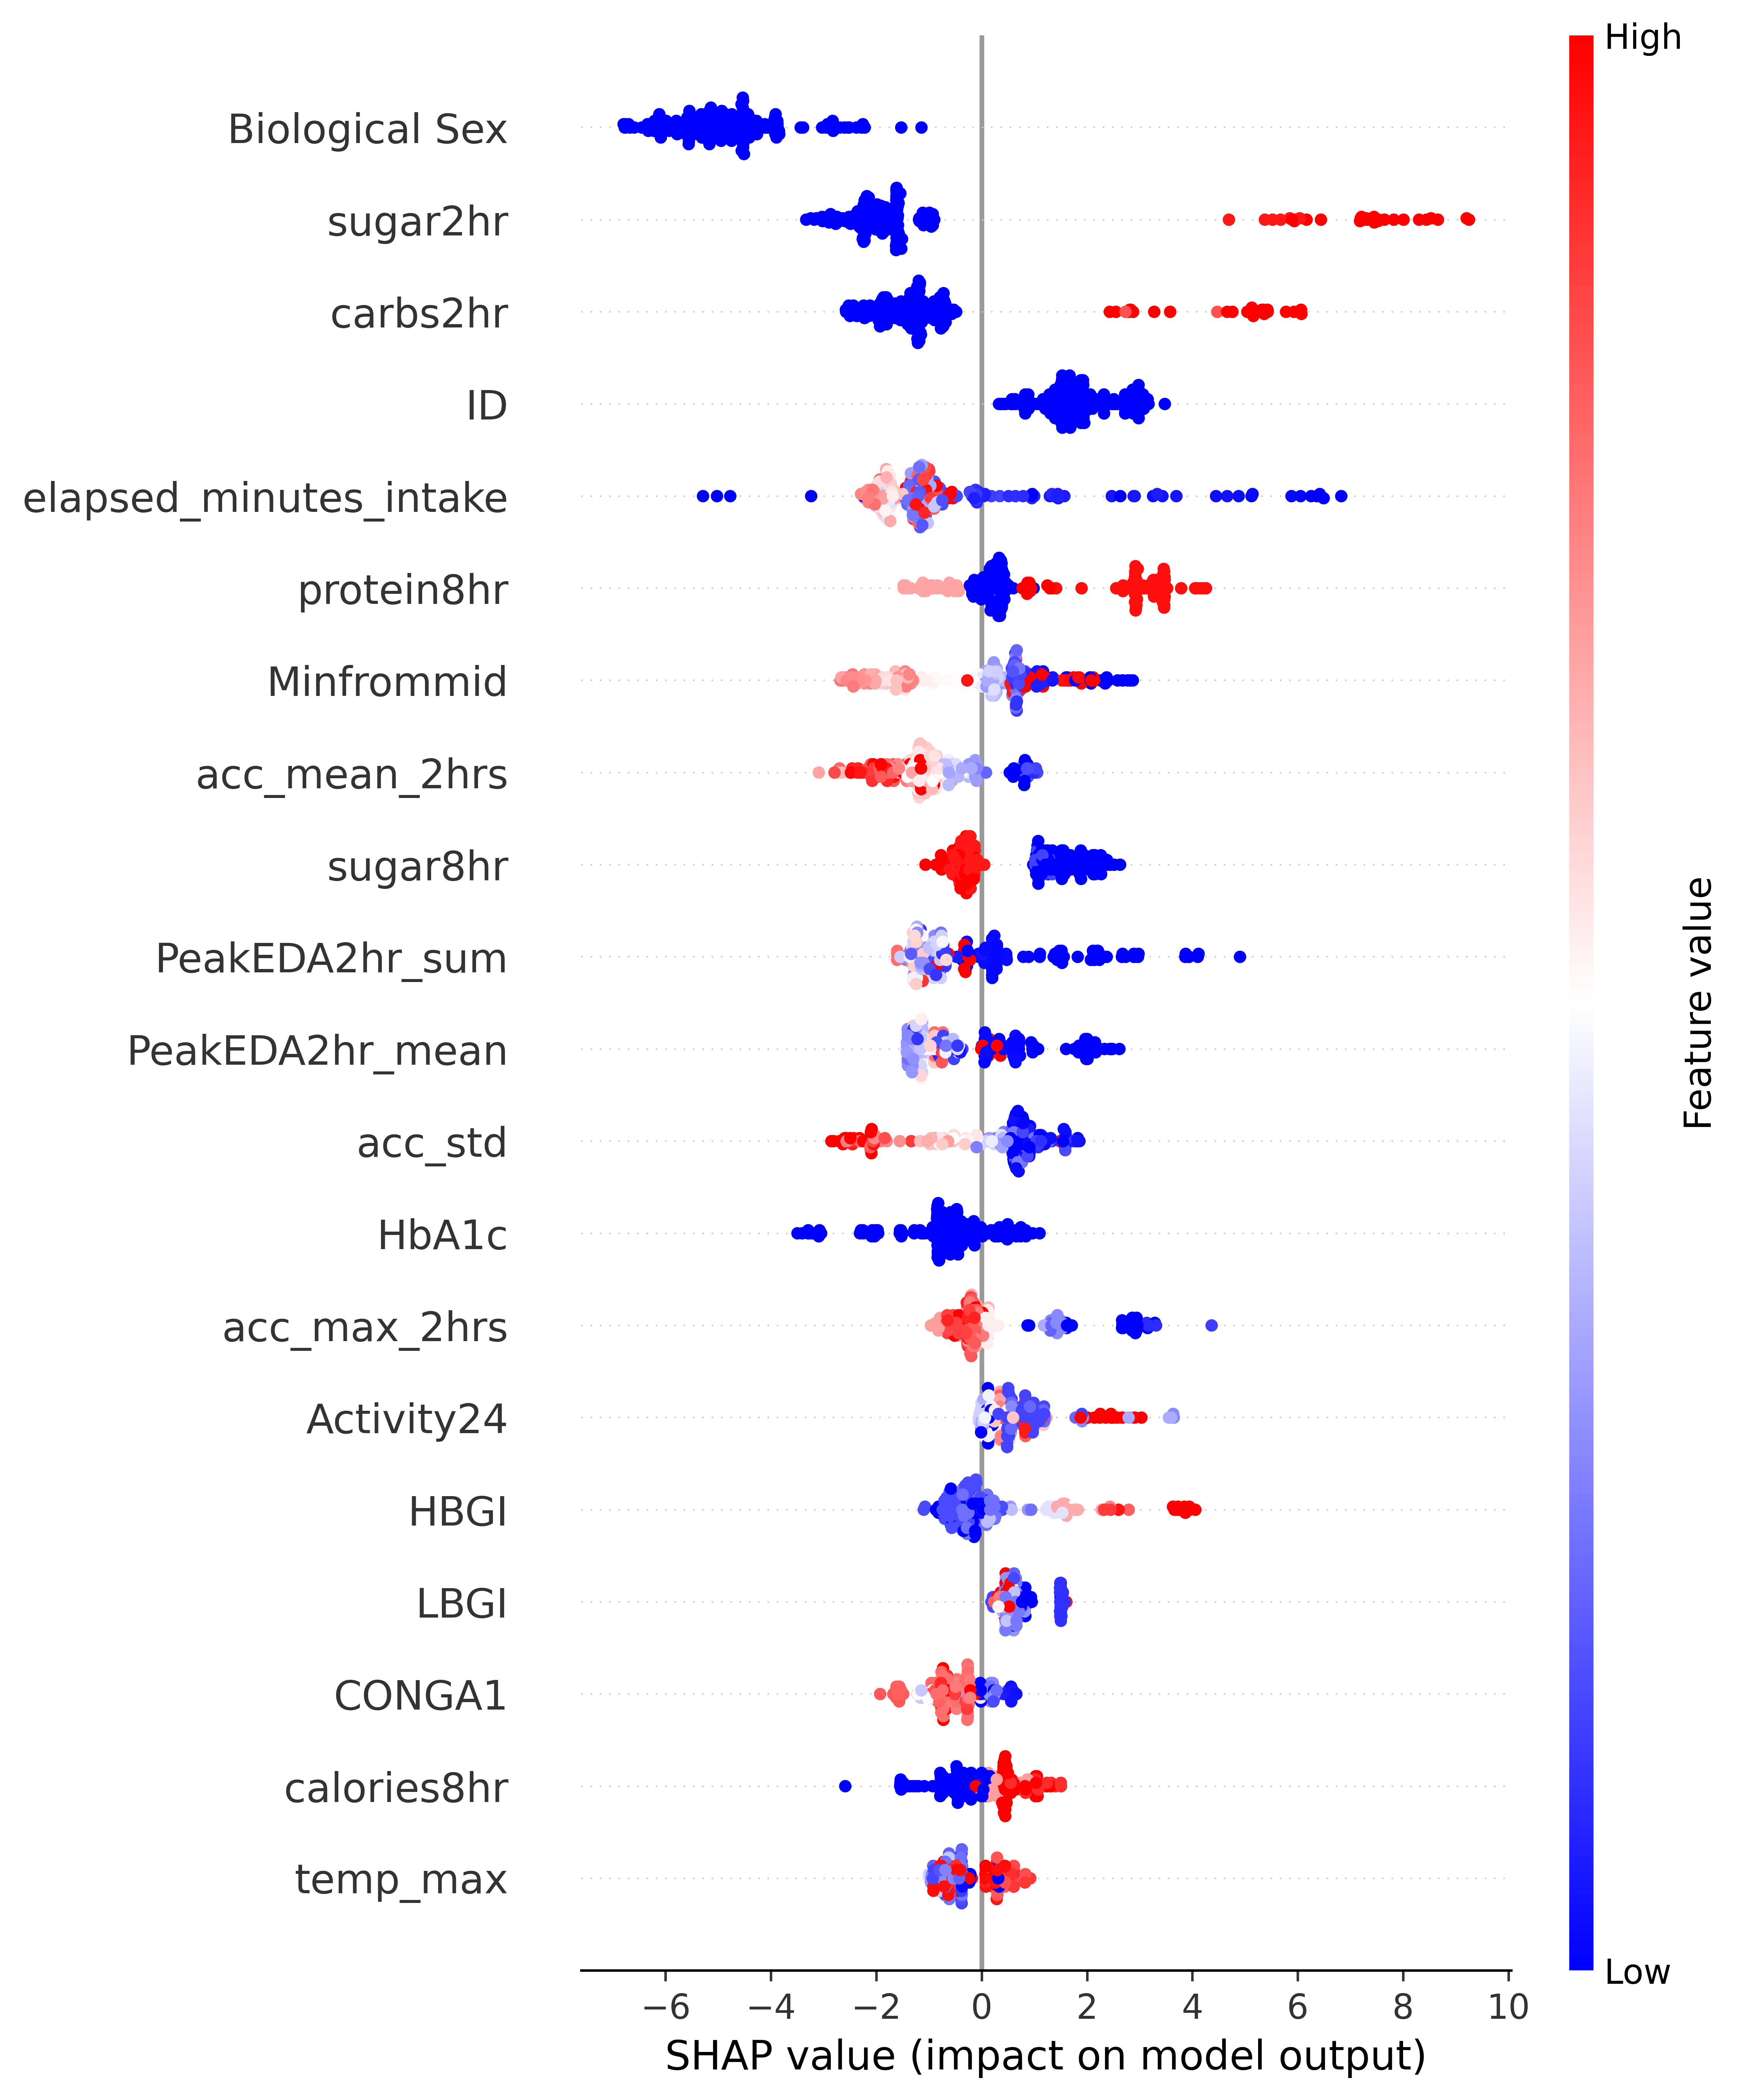 High
Biological Sex
sugar2hr
carbs2hr
ID
elapsed_minutes_intake
protein8hr
Minfrommid
acc_mean_2hrs
sugar8hr
PeakEDA2hr_sum
PeakEDA2hr_mean
acc_std
HbA1c
acc_max_2hrs
Activity24
HBGI
LBGI
CONGA1
calories8hr
temp_max
Feature value
Low
−6 −4 −2 0 2 4 6 8 10
SHAP value (impact on model output)